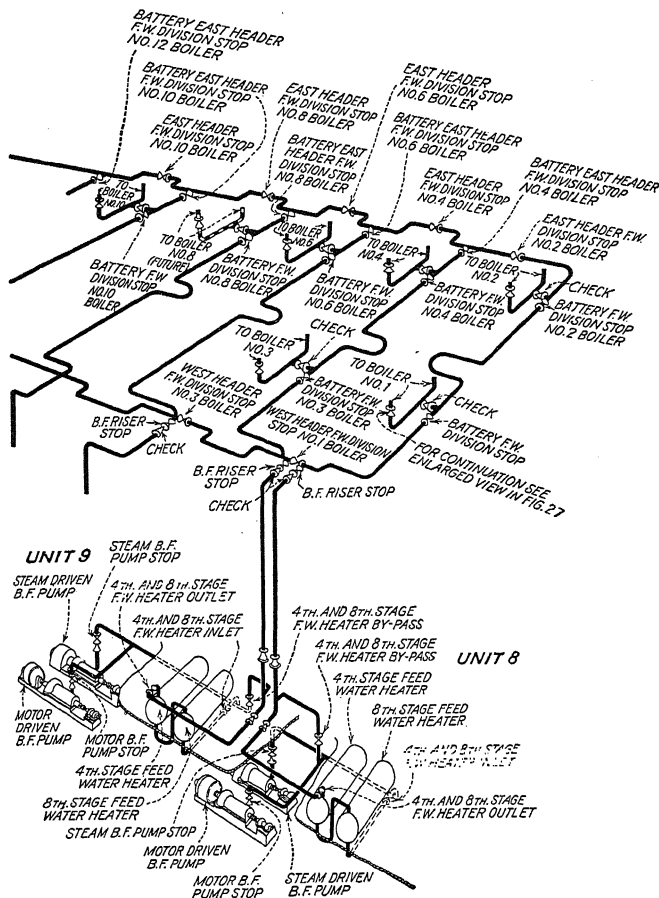 BATTERY EAST HEADER
F.W. DIVISION STOP
NO.12 BOILER
BATTERY EAST HEADER
F.W. DIVISION STOP
NO.10 BOILER
EAST HEADER
F.W. DIVISION STOP
NO.10 BOILER
EAST HEADER
F.W. DIVISION STOP
NO.8 BOILER
BATTERY EAST
HEADER F.W.
DIVISION STOP
NO.8 BOILER
EAST HEADER
F.W. DIVISION STOP
NO.6 BOILER
BATTERY EAST HEADER
F.W. DIVISION STOP
NO.6 BOILER
EAST HEADER
F.W. DIVISION STOP
NO.4 BOILER
BATTERY EAST HEADER
F.W. DIVISION STOP
NO.4 BOILER
EAST HEADER F.W.
DIVISION STOP
NO.2 BOILER
TO
BOILER
NO.10
TO BOILER
NO.8
(FUTURE)
TO BOILER
NO.6
TO BOILER
NO.4
TO BOILER
NO.2
CHECK
BATTERY F.W.
DIVISION STOP
NO.10
BOILER
BATTERY F.W.
DIVISION
STOP
NO.8 BOILER
BATTERY F.W.
DIVISION
STOP
NO.6 BOILER
BATTERY F.W.
DIVISION
STOP
NO.4 BOILER
BATTERY F.W.
DIVISION STOP
NO.2 BOILER
TO BOILER
NO.3
CHECK
TO BOILER
NO.1
CHECK
WEST HEADER
F.W. DIVISION STOP
NO.3 BOILER
BATTERY F.W.
DIVISION STOP
NO.3 BOILER
WEST HEADER F.W. DIVISION
STOP NO.1 BOILER
BATTERY F.W.
DIVISION STOP
B.F. RISER
STOP
CHECK
B.F. RISER
STOP
CHECK
B.F. RISER STOP
FOR CONTINUATION SEE
ENLARGED VIEW IN FIG. 27
UNIT 9
STEAM B.F.
PUMP STOP
STEAM DRIVEN
B.F. PUMP
4TH. AND 8TH. STAGE
F.W. HEATER OUTLET
4TH. AND 8TH. STAGE
F.W. HEATER INLET
4TH. AND 8TH. STAGE
F.W. HEATER BY-PASS
4TH. AND 8TH. STAGE
F.W. HEATER BY-PASS
UNIT 8
4TH. STAGE FEED
WATER HEATER
8TH. STAGE FEED
WATER HEATER
MOTOR
DRIVEN
B.F. PUMP
MOTOR B.F.
PUMP STOP
4TH. STAGE FEED
WATER HEATER
8TH. STAGE FEED
WATER HEATER
STEAM B.F. PUMP STOP
MOTOR DRIVEN
B.F. PUMP
MOTOR B.F.
PUMP STOP
STEAM DRIVEN
B.F. PUMP
4TH. AND 8TH. STAGE
F.W. HEATER INLET
4TH. AND 8TH. STAGE
F.W. HEATER OUTLET